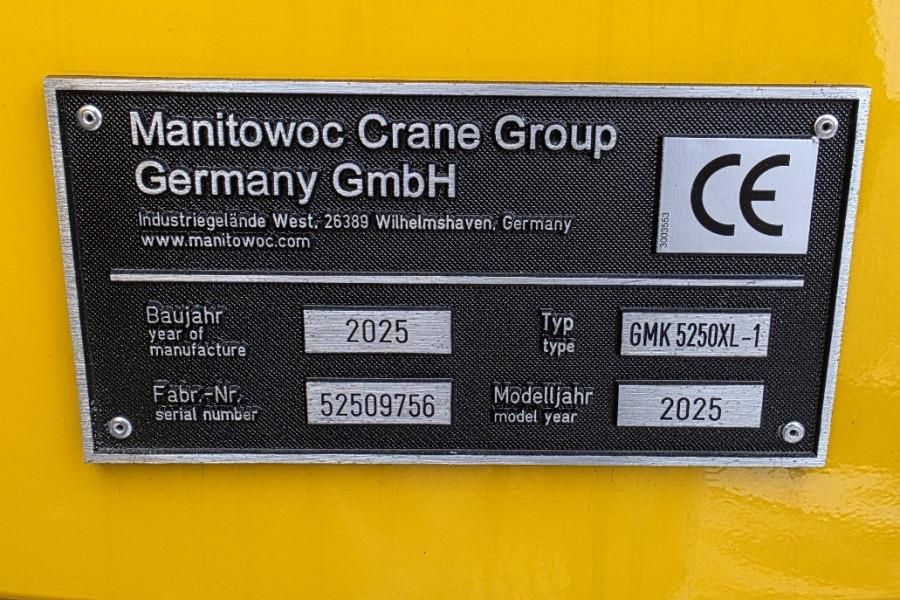 Manitowoc Crane Group
Germany GmbH
Industriegelände West, 26389 Wilhelmshaven, Germany
www.manitowoc.com
CE
3003553
Baujahr
year of
manufacture
2025
Typ
type
GMK 5250XL-1
Fabr.-Nr.
serial number
52509756
Modelljahr
model year
2025